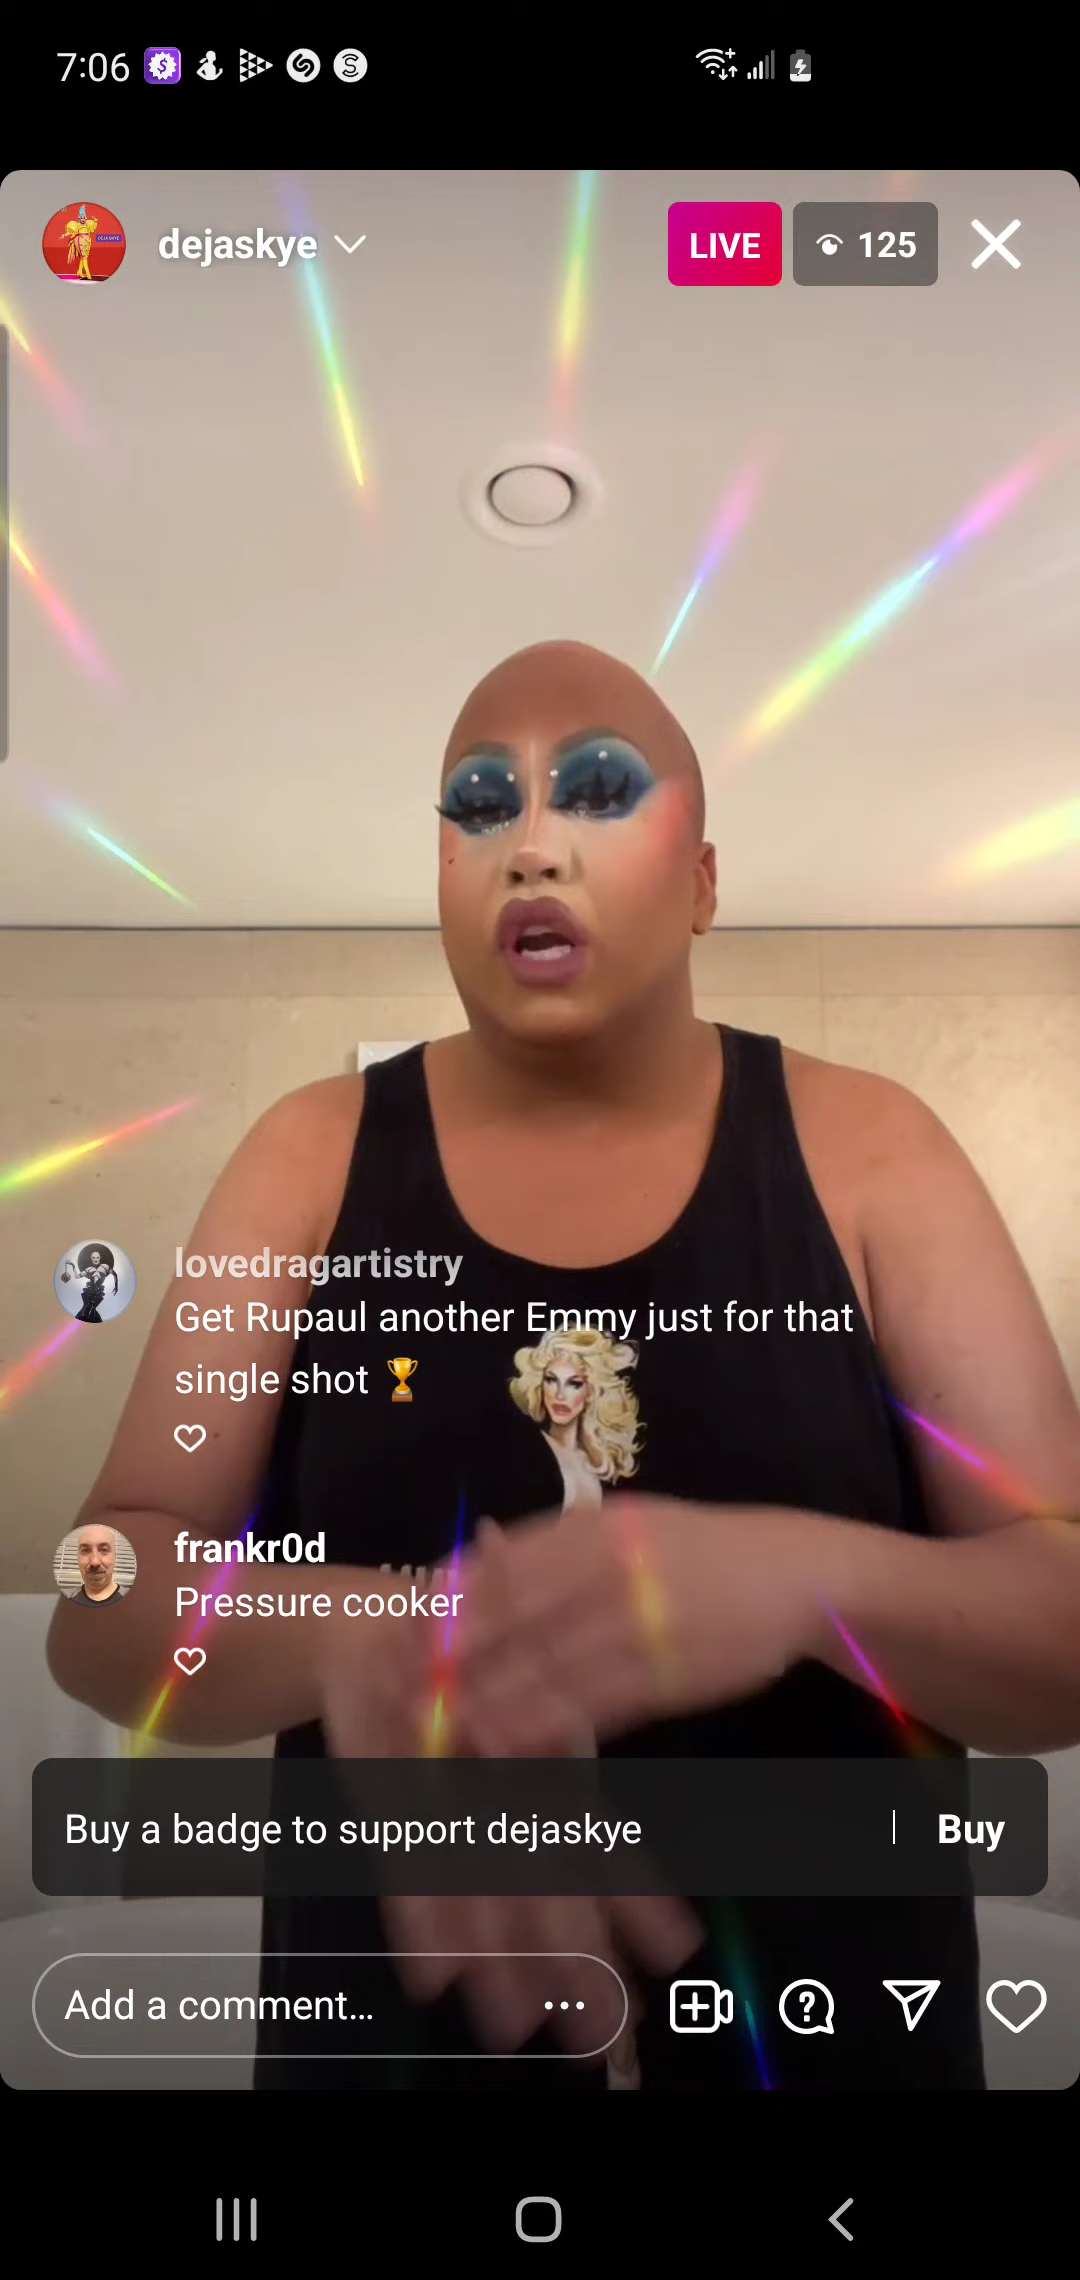 7:06
dejaskye
LIVE
125
lovedragartistry
Get Rupaul another Emmy just for that
single shot 🏆
frankr0d
Pressure cooker
Buy a badge to support dejaskye | Buy
Add a comment...